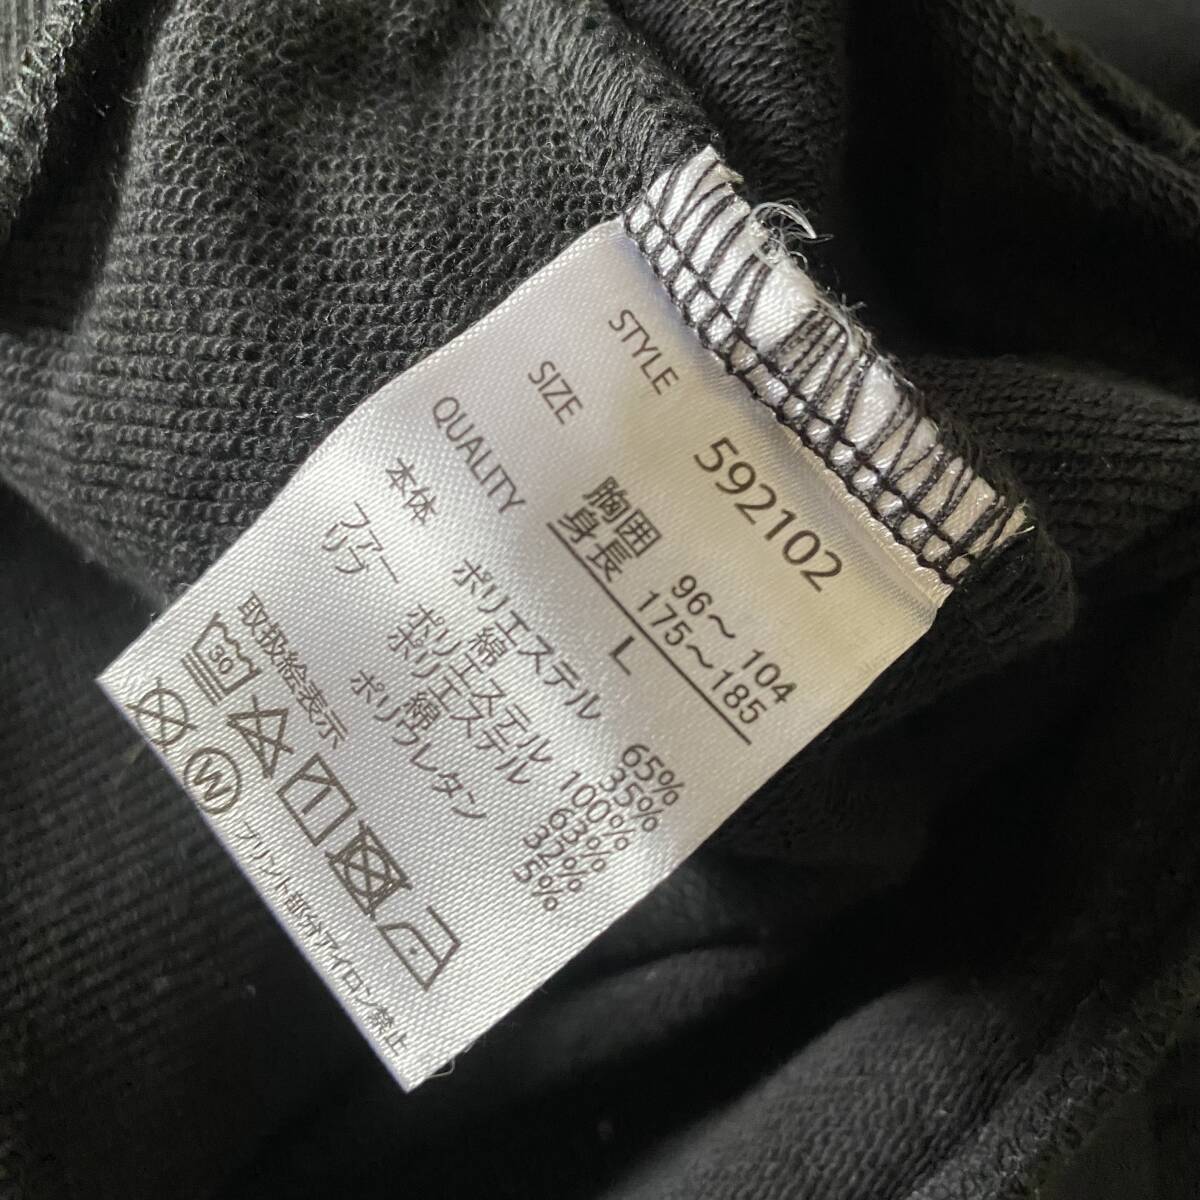 STYLE 592102
SIZE 胸囲 96～104
身長 175～185
L
QUALITY
本体 ポリエステル 65%
綿 35%
ファー ポリエステル 100%
リブ ポリエステル 63%
綿 32%
ポリウレタン 5%
取扱絵表示
30
W
プリント部分アイロン禁止